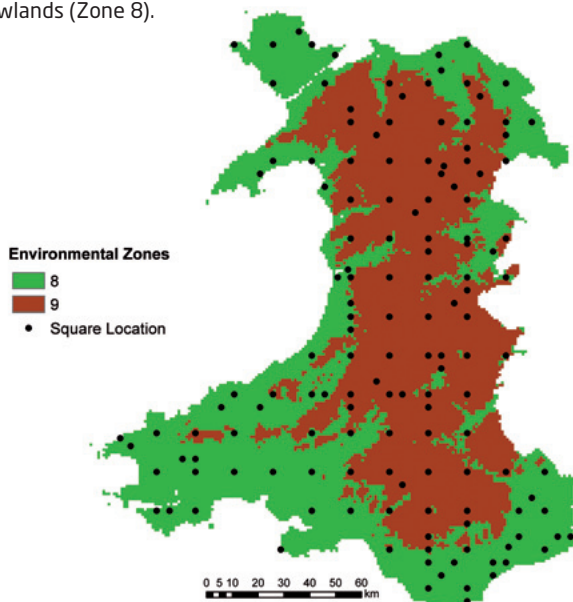 wlands (Zone 8).
Environmental Zones
8
9
Square Location
0 5 10 20 30 40 50 60
km